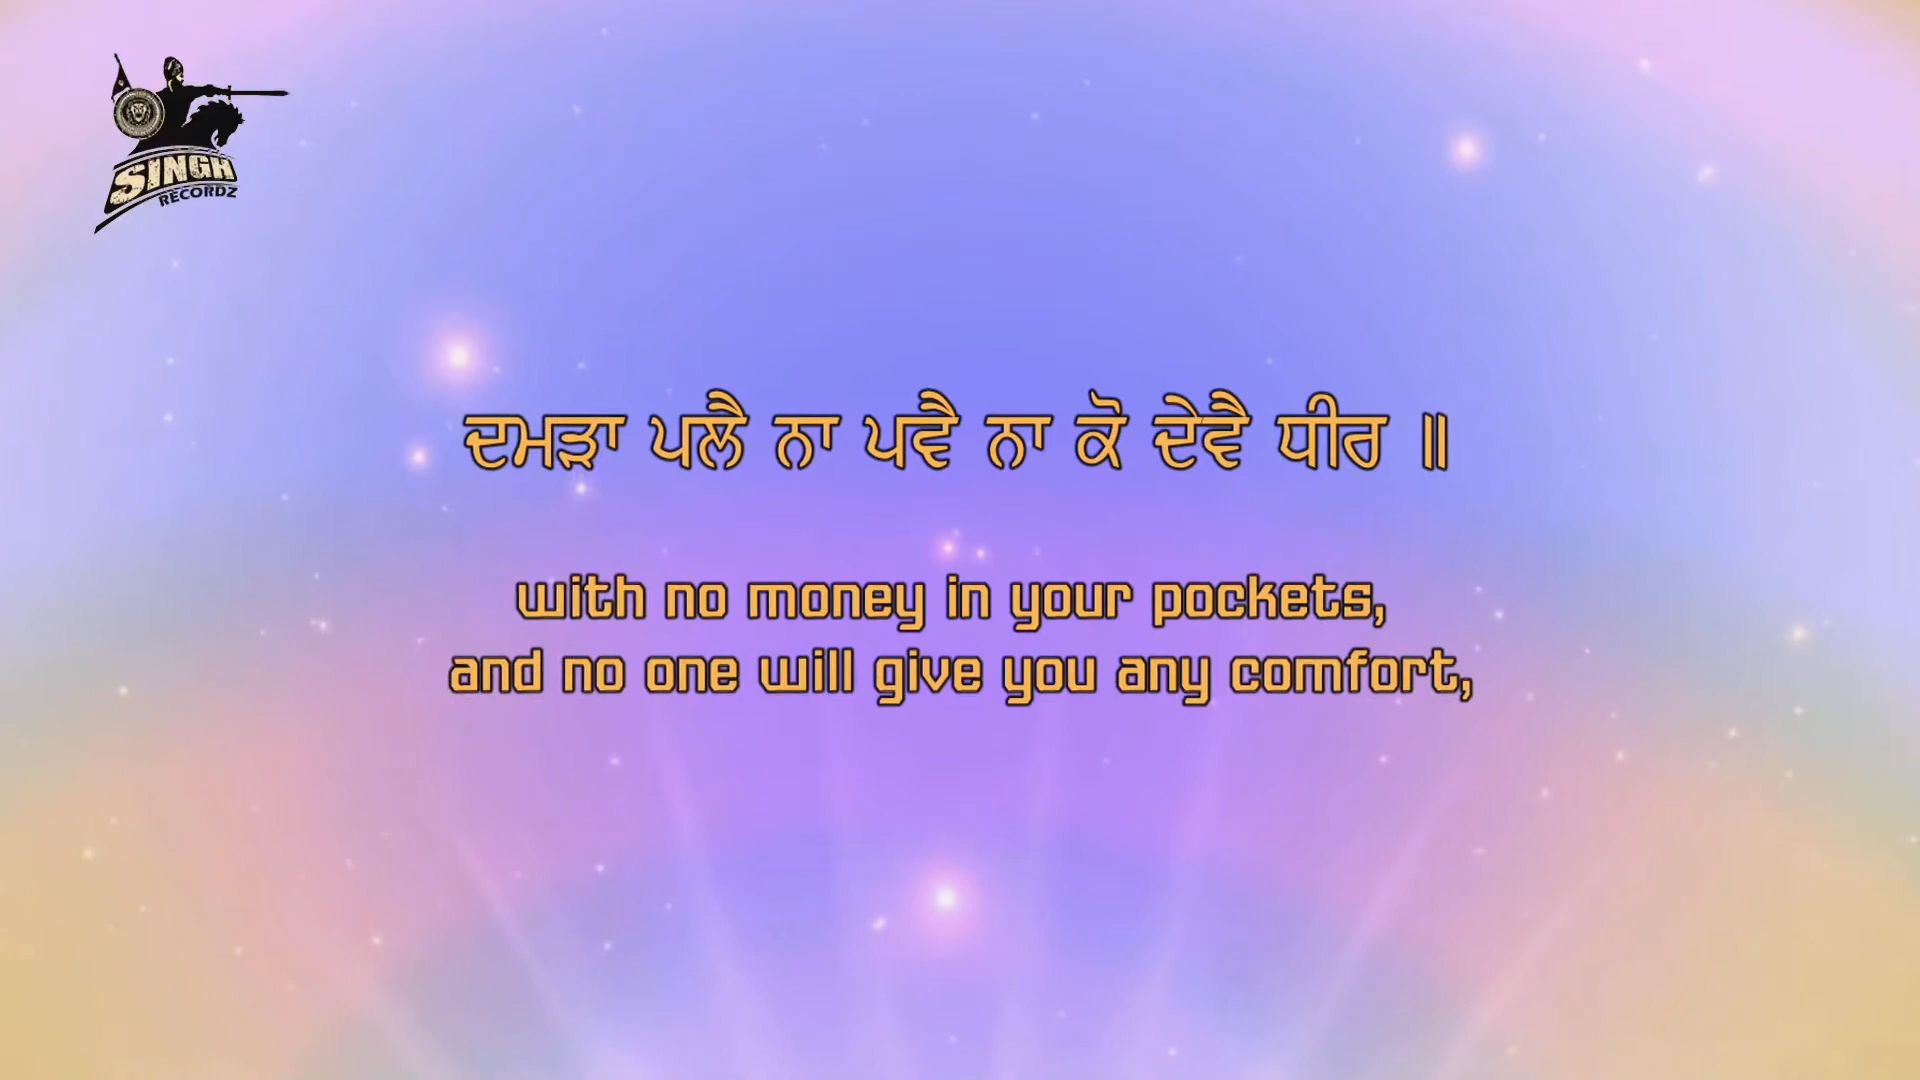 SINGH
RECORDZ
ਦਮੜਾ ਪਲੈ ਨਾ ਪਵੈ ਨਾ ਕੋ ਦੇਵੈ ਧੀਰ ॥
with no money in your pockets,
and no one will give you any comfort,